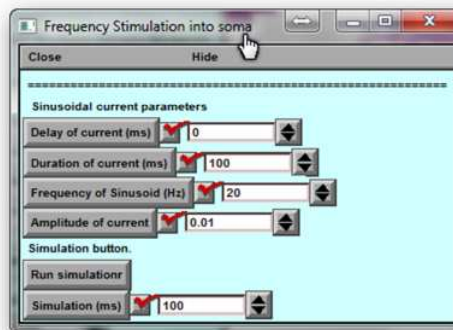 Frequency Stimulation into soma
Close Hide
================================================
Sinusoidal current parameters
Delay of current (ms) 0
Duration of current (ms) 100
Frequency of Sinusoid (Hz) 20
Amplitude of current 0.01
Simulation button.
Run simulationr
Simulation (ms) 100